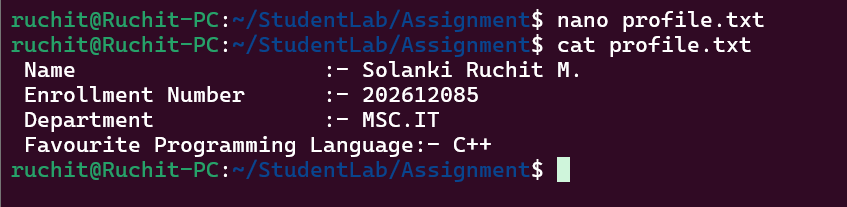 ruchit@Ruchit-PC:~/StudentLab/Assignment$ nano profile.txt
ruchit@Ruchit-PC:~/StudentLab/Assignment$ cat profile.txt
 Name                   :- Solanki Ruchit M.
 Enrollment Number      :- 202612085
 Department             :- MSC.IT
 Favourite Programming Language:- C++
ruchit@Ruchit-PC:~/StudentLab/Assignment$